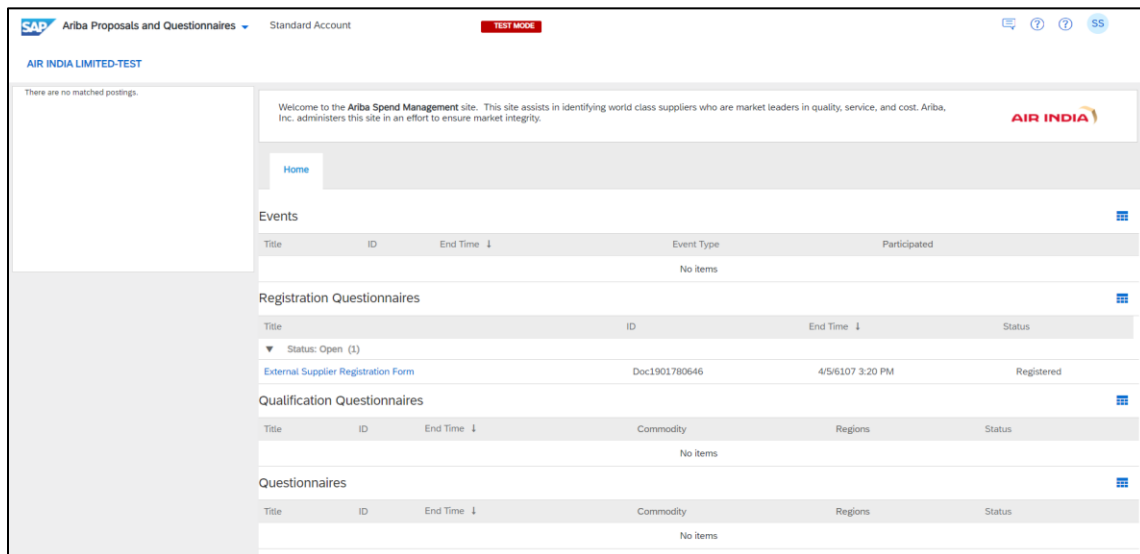 SAP Ariba Proposals and Questionnaires Standard Account TEST MODE SS
AIR INDIA LIMITED-TEST
There are no matched postings.
Welcome to the Ariba Spend Management site. This site assists in identifying world class suppliers who are market leaders in quality, service, and cost. Ariba,
Inc. administers this site in an effort to ensure market integrity.
AIR INDIA
Home
Events
Title ID End Time ↓ Event Type Participated
No items
Registration Questionnaires
Title ID End Time ↓ Status
▼ Status: Open (1)
External Supplier Registration Form Doc1901780646 4/5/6107 3:20 PM Registered
Qualification Questionnaires
Title ID End Time ↓ Commodity Regions Status
No items
Questionnaires
Title ID End Time ↓ Commodity Regions Status
No items